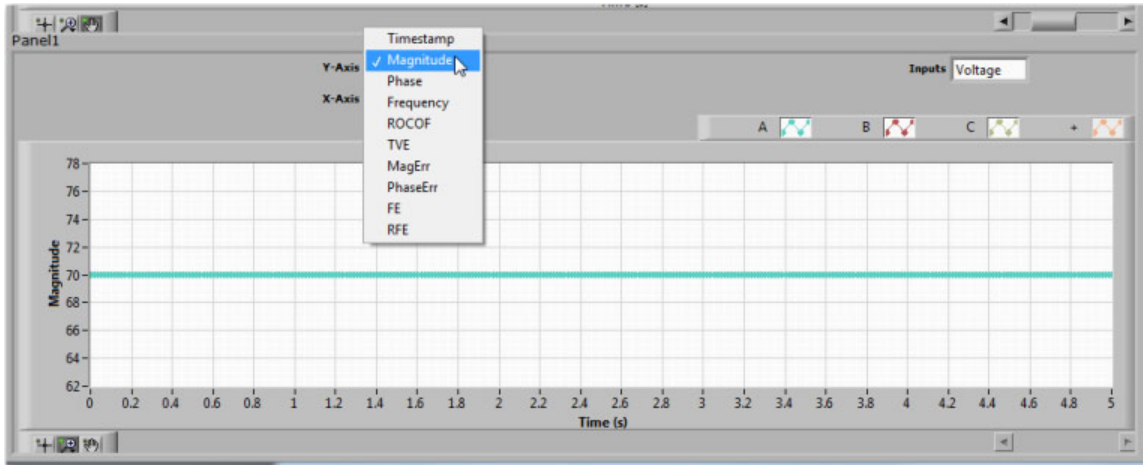 Panel1
Timestamp
Y-Axis ✓ Magnitude Inputs Voltage
Phase
X-Axis Frequency
ROCOF
TVE
MagErr
PhaseErr
FE
RFE
A B C +
78
76
74
72
70
68
66
64
62
Magnitude
0 0.2 0.4 0.6 0.8 1 1.2 1.4 1.6 1.8 2 2.2 2.4 2.6 2.8 3 3.2 3.4 3.6 3.8 4 4.2 4.4 4.6 4.8 5
Time (s)